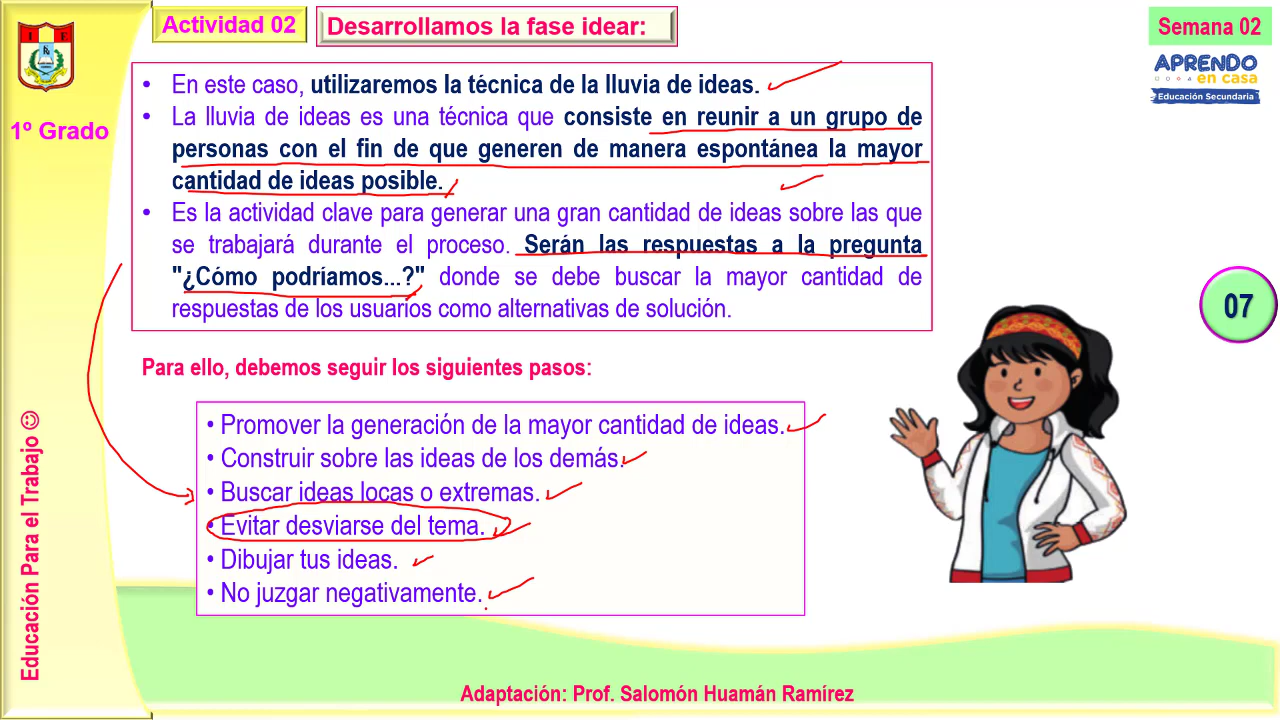 Actividad 02
Desarrollamos la fase idear:
Semana 02
I E
APRENDO
en casa
Educación Secundaria
1º Grado
• En este caso, utilizaremos la técnica de la lluvia de ideas.
• La lluvia de ideas es una técnica que consiste en reunir a un grupo de
personas con el fin de que generen de manera espontánea la mayor
cantidad de ideas posible.
• Es la actividad clave para generar una gran cantidad de ideas sobre las que
se trabajará durante el proceso. Serán las respuestas a la pregunta
"¿Cómo podríamos...?" donde se debe buscar la mayor cantidad de
respuestas de los usuarios como alternativas de solución.
07
Para ello, debemos seguir los siguientes pasos:
• Promover la generación de la mayor cantidad de ideas.
• Construir sobre las ideas de los demás.
• Buscar ideas locas o extremas.
• Evitar desviarse del tema.
• Dibujar tus ideas.
• No juzgar negativamente.
Educación Para el Trabajo ☺
Adaptación: Prof. Salomón Huamán Ramírez